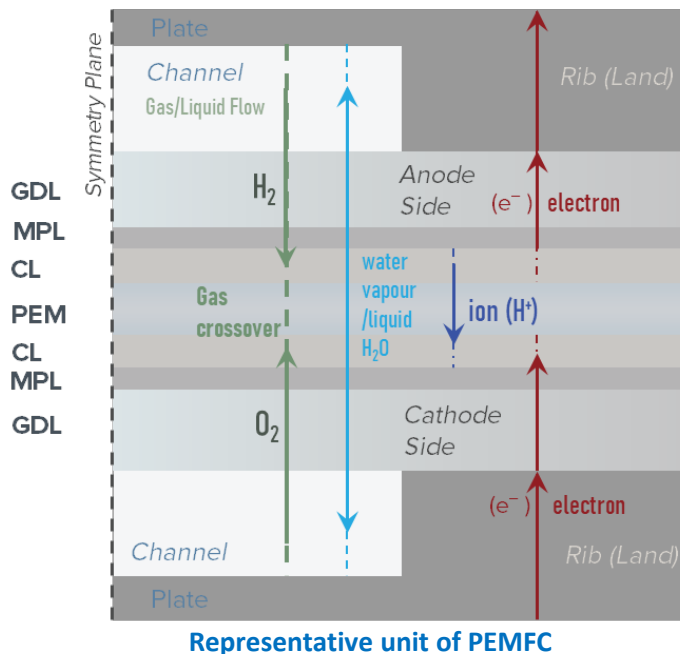 Plate
Symmetry Plane
Channel
Gas/Liquid Flow
Rib (Land)
GDL
H₂
Anode
Side
(e⁻) electron
MPL
CL
water
vapour
/liquid
H₂O
Gas
crossover
ion (H⁺)
PEM
CL
MPL
GDL
O₂
Cathode
Side
(e⁻) electron
Channel
Rib (Land)
Plate
Representative unit of PEMFC